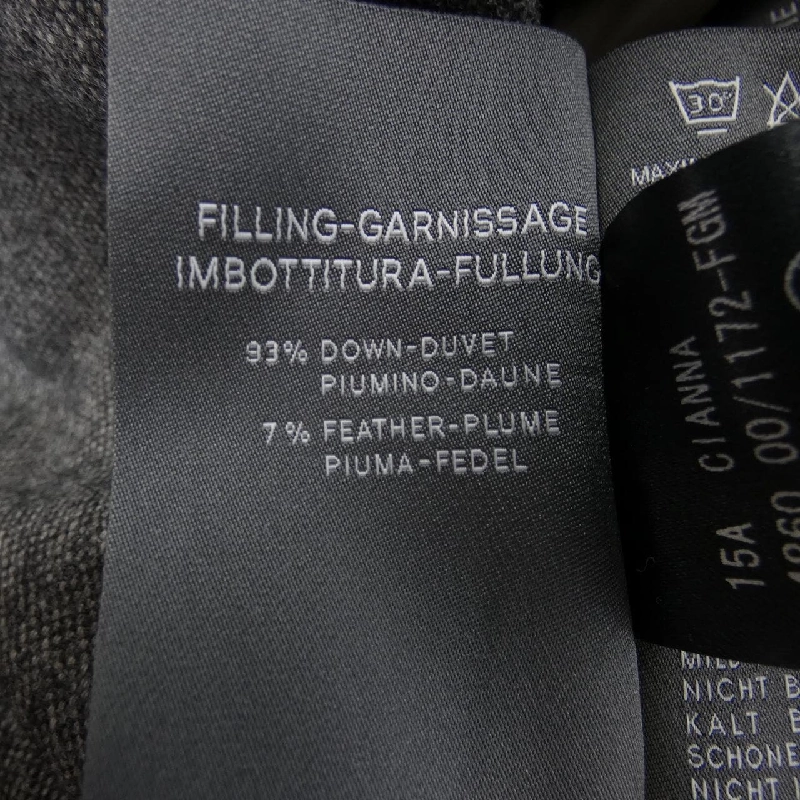 FILLING-GARNISSAGE
IMBOTTITURA-FULLUNG
93% DOWN-DUVET
PIUMINO-DAUNE
7% FEATHER-PLUME
PIUMA-FEDEL
30°
CIANNA
00/1172-FGM
15A
NICHT B
KALT B
SCHONE
NICHT